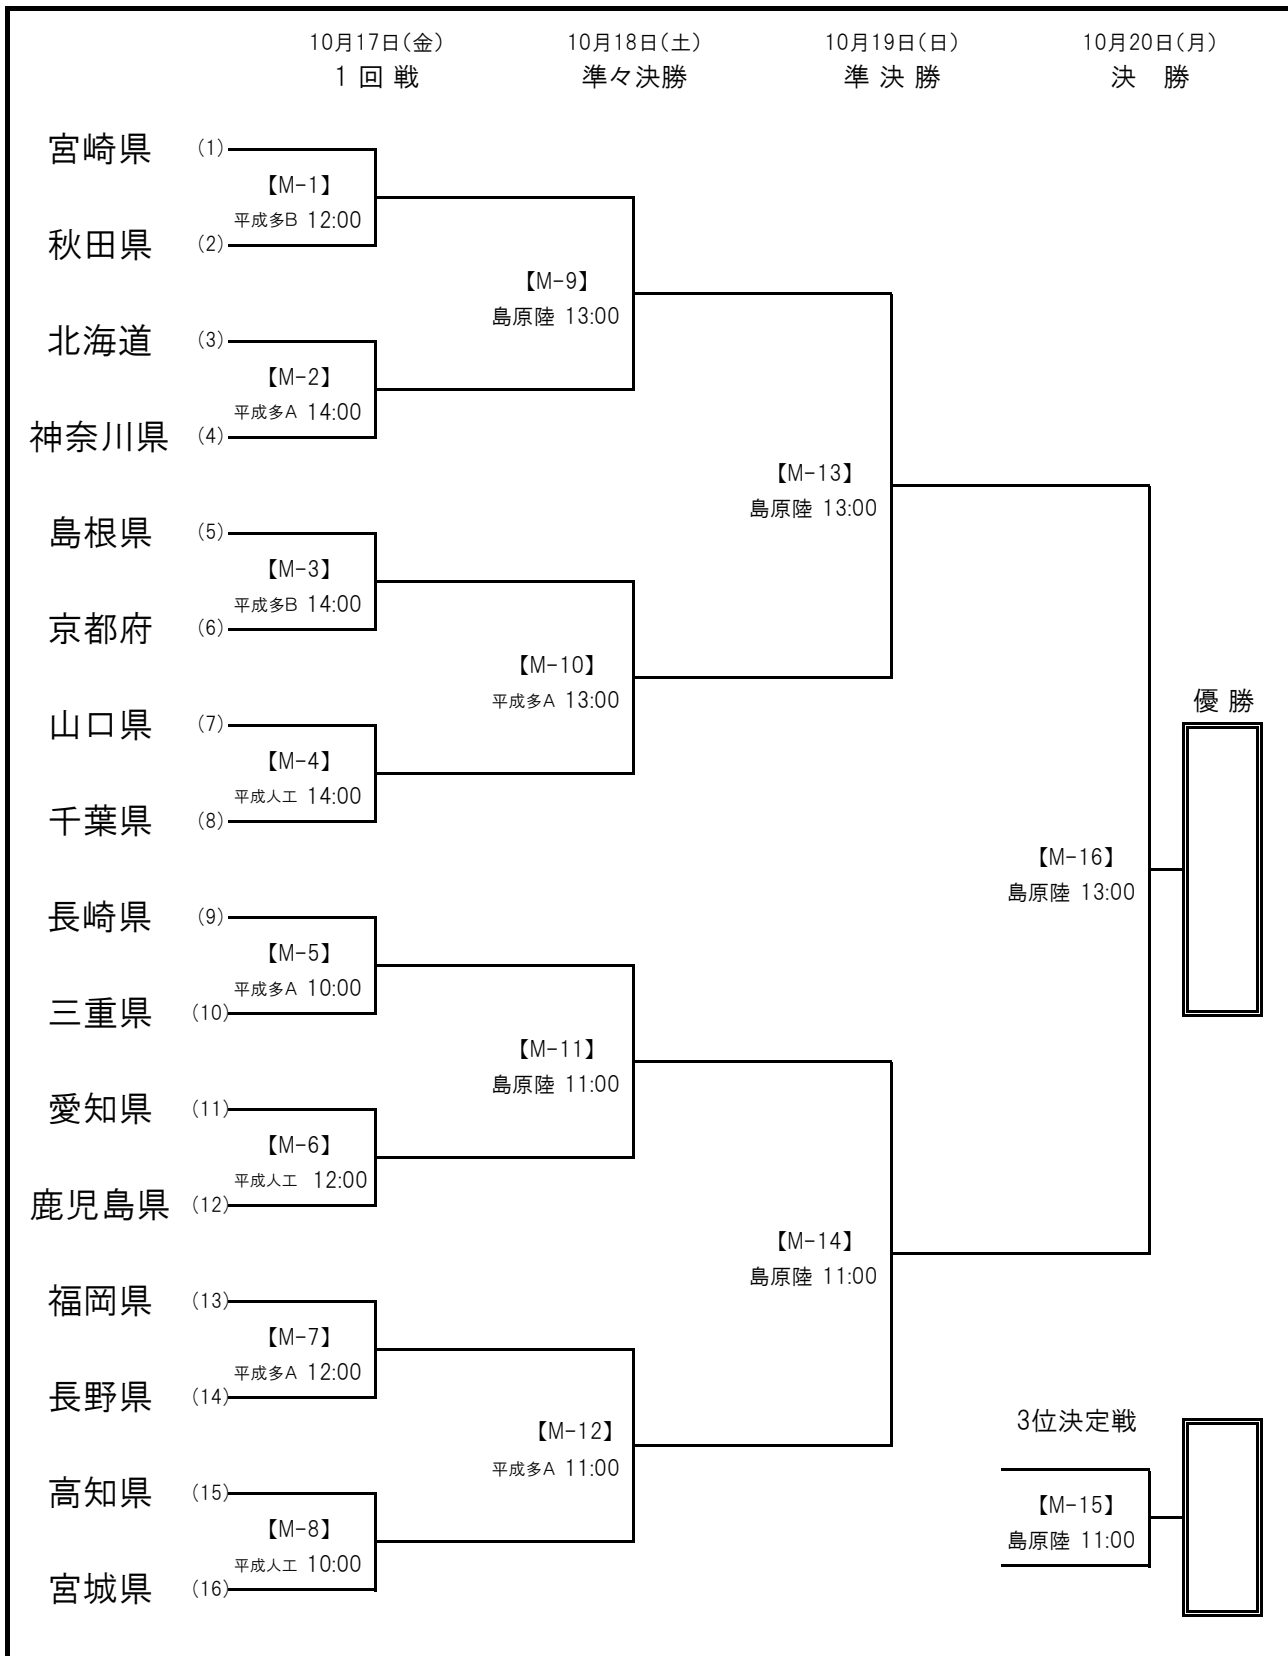 10月17日(金) 10月18日(土) 10月19日(日) 10月20日(月)
1 回 戦 準々決勝 準 決 勝 決 勝
宮崎県 (1)
【M-1】
平成多B 12:00
秋田県 (2)
【M-9】
島原陸 13:00
北海道 (3)
【M-2】
平成多A 14:00
神奈川県 (4)
【M-13】
島原陸 13:00
島根県 (5)
【M-3】
平成多B 14:00
京都府 (6)
【M-10】
平成多A 13:00
優 勝
山口県 (7)
【M-4】
平成人工 14:00
千葉県 (8)
【M-16】
島原陸 13:00
長崎県 (9)
【M-5】
平成多A 10:00
三重県 (10)
【M-11】
島原陸 11:00
愛知県 (11)
【M-6】
平成人工 12:00
鹿児島県 (12)
【M-14】
島原陸 11:00
福岡県 (13)
【M-7】
平成多A 12:00
長野県 (14)
3位決定戦
【M-12】
平成多A 11:00
高知県 (15)
【M-15】
島原陸 11:00
【M-8】
平成人工 10:00
宮城県 (16)